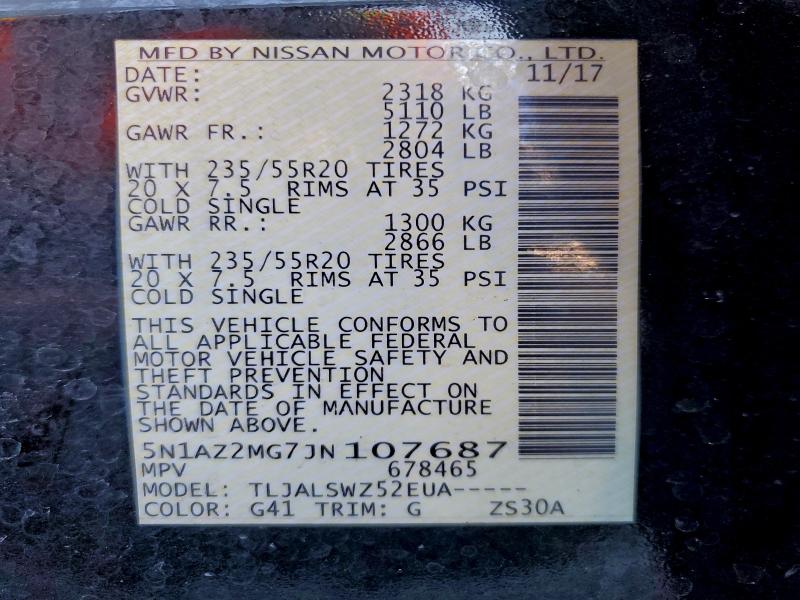 MFD BY NISSAN MOTOR CO., LTD.
DATE: 11/17
GVWR: 2318 KG
5110 LB
GAWR FR.: 1272 KG
2804 LB
WITH 235/55R20 TIRES
20 X 7.5 RIMS AT 35 PSI
COLD SINGLE
GAWR RR.: 1300 KG
2866 LB
WITH 235/55R20 TIRES
20 X 7.5 RIMS AT 35 PSI
COLD SINGLE
THIS VEHICLE CONFORMS TO
ALL APPLICABLE FEDERAL
MOTOR VEHICLE SAFETY AND
THEFT PREVENTION
STANDARDS IN EFFECT ON
THE DATE OF MANUFACTURE
SHOWN ABOVE.
5N1AZ2MG7JN107687
MPV 678465
MODEL: TLJALSWZ52EUA-----
COLOR: G41 TRIM: G ZS30A